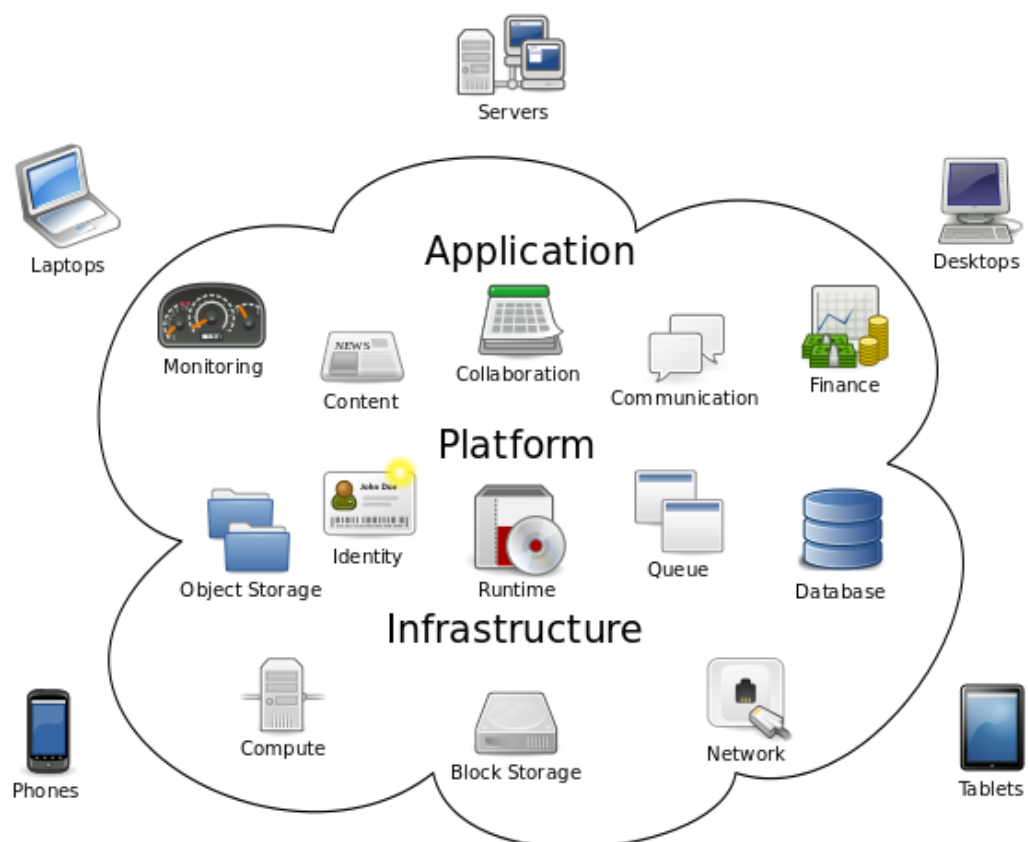 Servers
Laptops
Desktops
Application
Monitoring
NEWS
Content
Collaboration
Communication
Finance
Platform
Object Storage
John Doe
Identity
Runtime
Queue
Database
Infrastructure
Compute
Block Storage
Network
Phones
Tablets